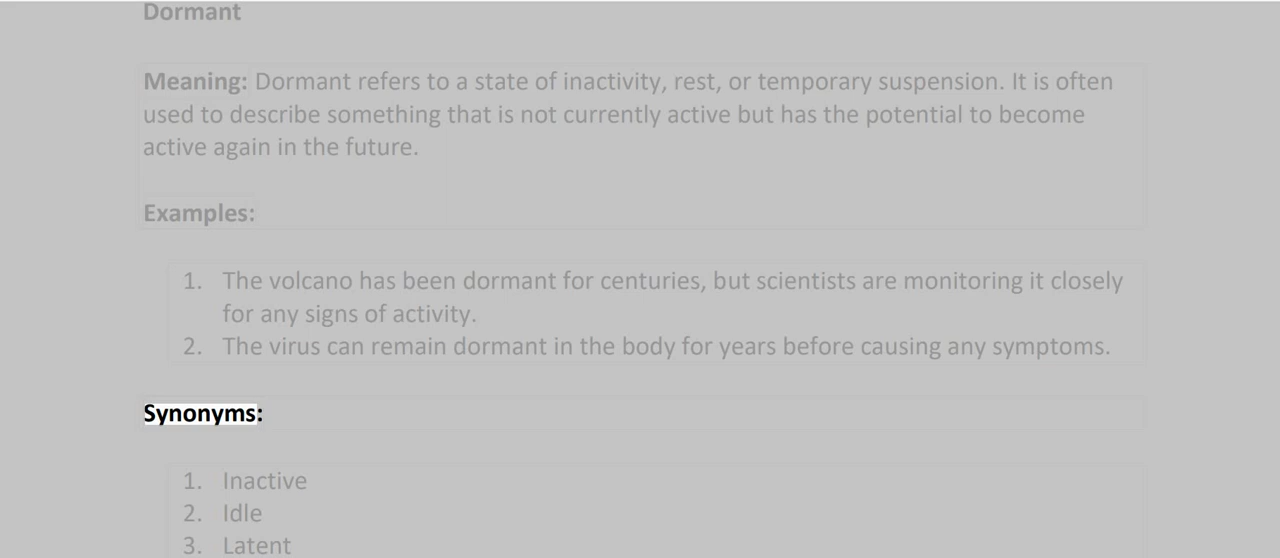 Dormant
Meaning: Dormant refers to a state of inactivity, rest, or temporary suspension. It is often
used to describe something that is not currently active but has the potential to become
active again in the future.
Examples:
1. The volcano has been dormant for centuries, but scientists are monitoring it closely
for any signs of activity.
2. The virus can remain dormant in the body for years before causing any symptoms.
Synonyms:
1. Inactive
2. Idle
3. Latent